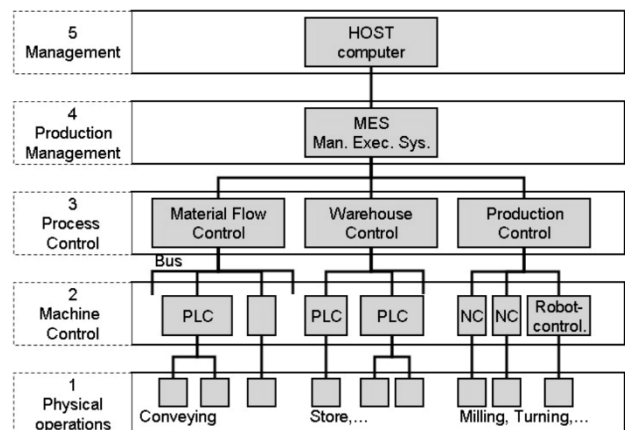 5
Management
HOST
computer
4
Production
Management
MES
Man. Exec. Sys.
3
Process
Control
Material Flow
Control
Warehouse
Control
Production
Control
Bus
2
Machine
Control
PLC
PLC
PLC
NC
NC
Robot-
control.
1
Physical
operations
Conveying
Store,...
Milling, Turning,...